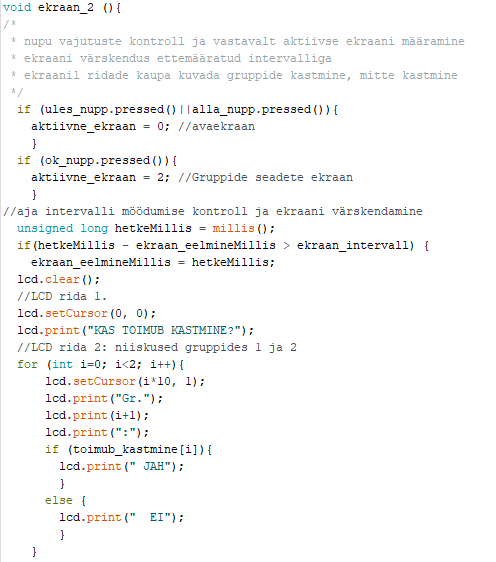 void ekraan_2 (){
/*
 * nupu vajutuste kontroll ja vastavalt aktiivse ekraani määramine
 * ekraani värskendus ettemääratud intervalliga
 * ekraanil ridade kaupa kuvada gruppide kastmine, mitte kastmine
 */
  if (ules_nupp.pressed()||alla_nupp.pressed()){
    aktiivne_ekraan = 0; //avaekraan
    }
  if (ok_nupp.pressed()){
    aktiivne_ekraan = 2; //Gruppide seadete ekraan
    }
//aja intervalli möödumise kontroll ja ekraani värskendamine
  unsigned long hetkeMillis = millis();
  if(hetkeMillis - ekraan_eelmineMillis > ekraan_intervall) {
    ekraan_eelmineMillis = hetkeMillis;
  lcd.clear();
  //LCD rida 1.
  lcd.setCursor(0, 0);
  lcd.print("KAS TOIMUB KASTMINE?");
  //LCD rida 2: niiskused gruppides 1 ja 2
  for (int i=0; i<2; i++){
      lcd.setCursor(i*10, 1);
      lcd.print("Gr.");
      lcd.print(i+1);
      lcd.print(":");
      if (toimub_kastmine[i]){
        lcd.print(" JAH");
        }
      else {
        lcd.print("  EI");
        }
    }